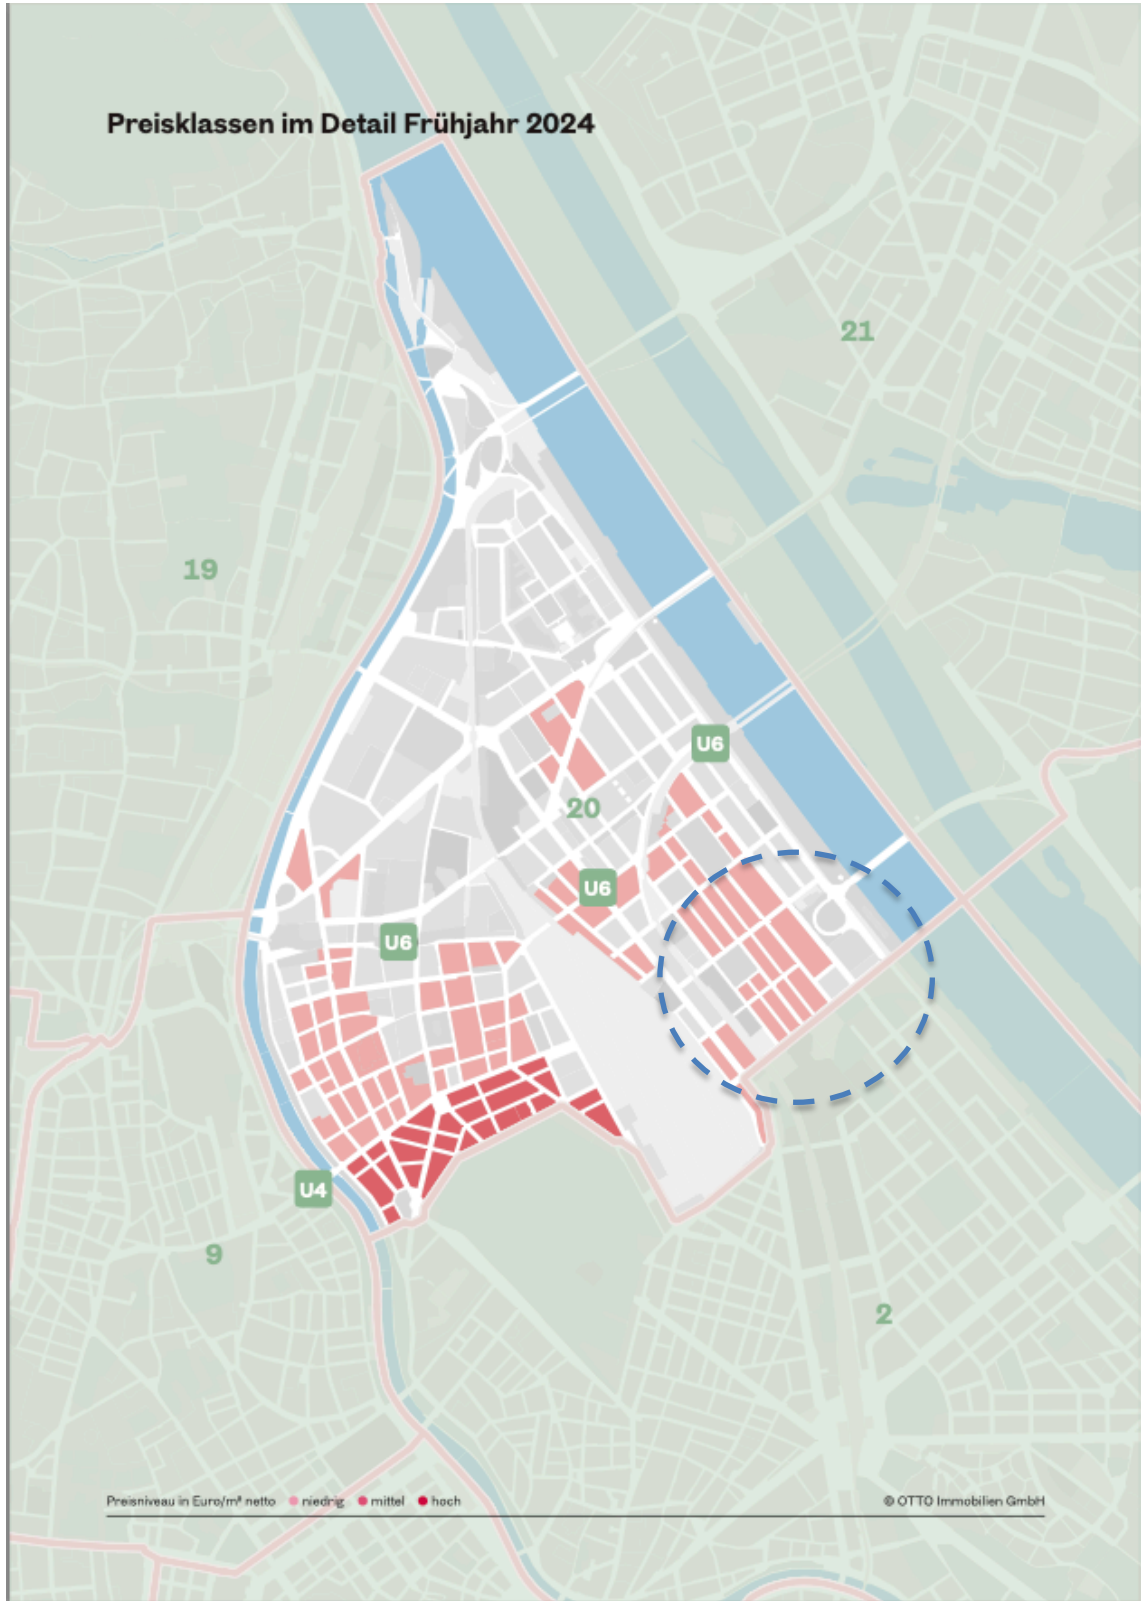 Preisklassen im Detail Frühjahr 2024
21
19
U6
20
U6
U6
U4
9
2
Preisniveau in Euro/m² netto niedrig mittel hoch
© OTTO Immobilien GmbH